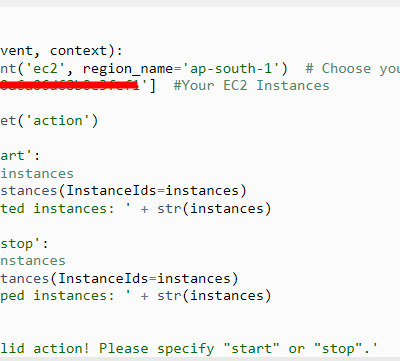 vent, context):
nt('ec2', region_name='ap-south-1')  # Choose you
'] #Your EC2 Instances
et('action')
art':
instances
stances(InstanceIds=instances)
ted instances: ' + str(instances)
stop':
nstances
tances(InstanceIds=instances)
ped instances: ' + str(instances)
lid action! Please specify "start" or "stop".'